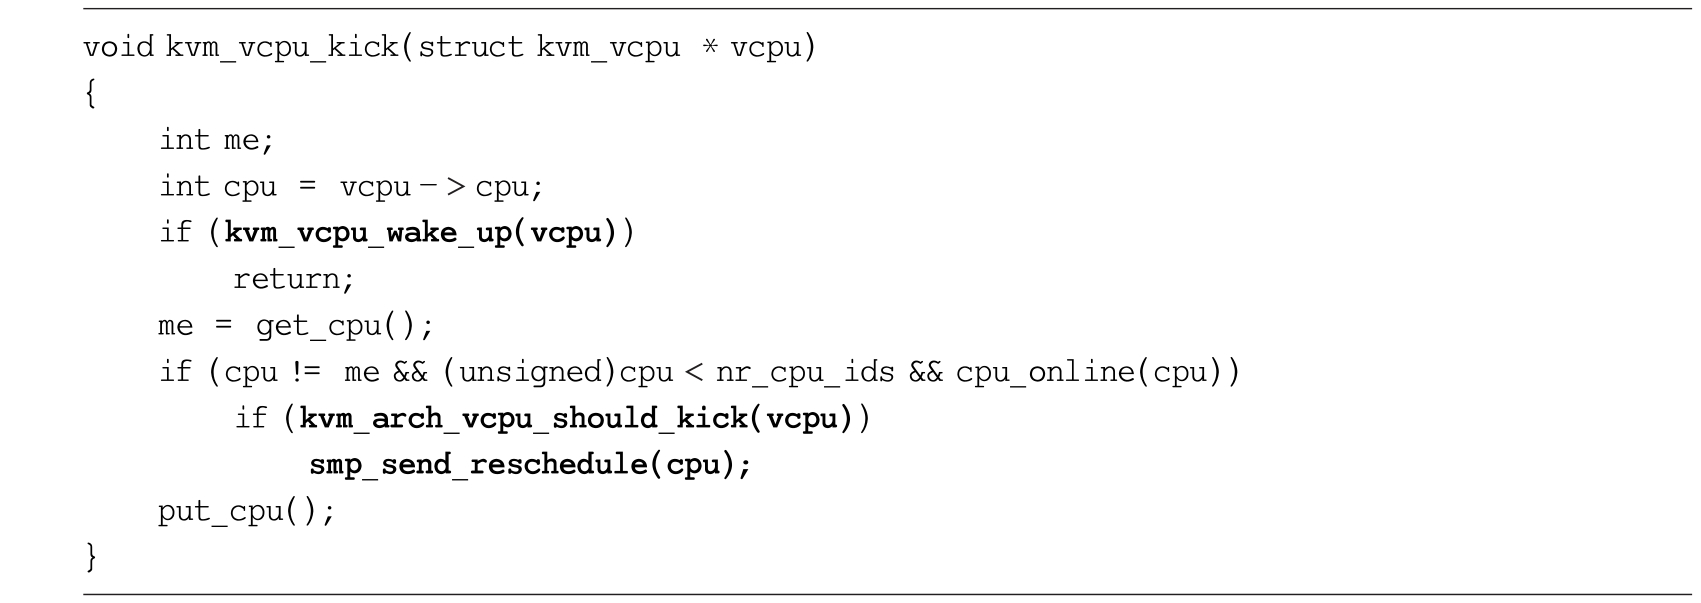 void kvm_vcpu_kick(struct kvm_vcpu * vcpu)
{
int me;
int cpu = vcpu->cpu;
if (kvm_vcpu_wake_up(vcpu))
return;
me = get_cpu();
if (cpu != me && (unsigned)cpu < nr_cpu_ids && cpu_online(cpu))
if (kvm_arch_vcpu_should_kick(vcpu))
smp_send_reschedule(cpu);
put_cpu();
}